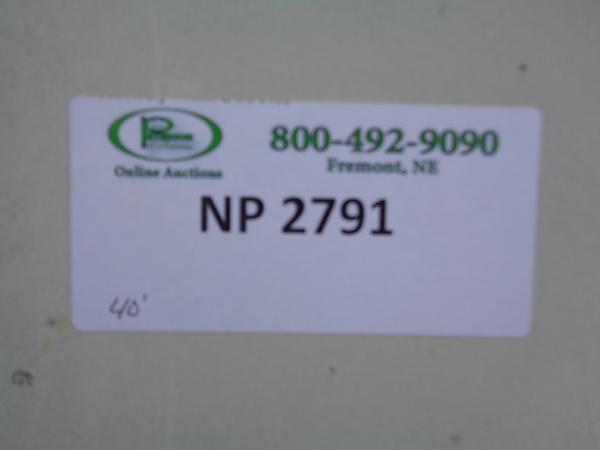 800-492-9090
Fremont, NE
Online Auctions
NP 2791
40'